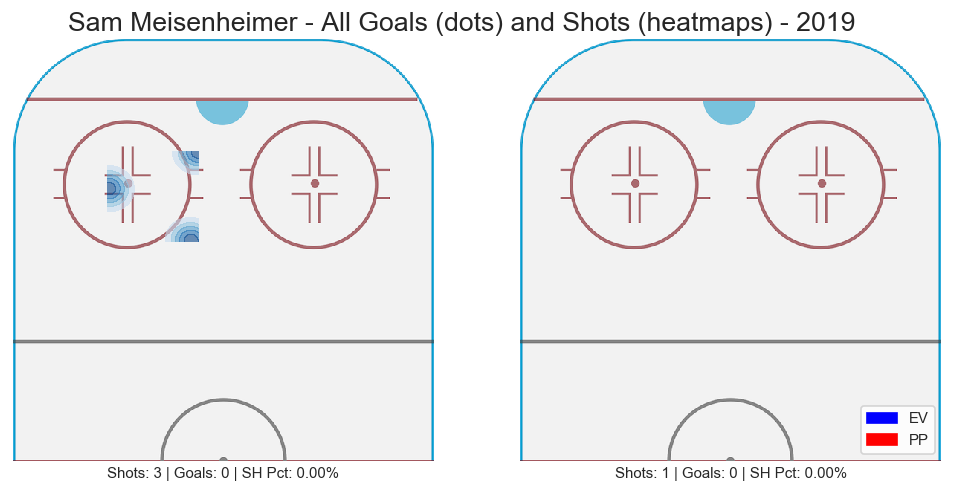 Sam Meisenheimer - All Goals (dots) and Shots (heatmaps) - 2019
EV
PP
Shots: 3 | Goals: 0 | SH Pct: 0.00%
Shots: 1 | Goals: 0 | SH Pct: 0.00%